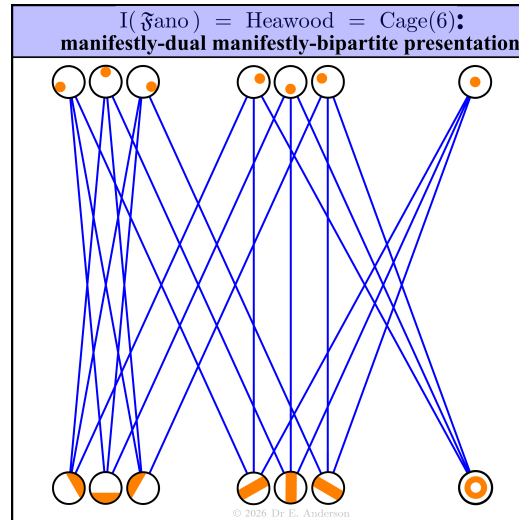 I( 𝔉ano ) = Heawood = Cage(6):
manifestly-dual manifestly-bipartite presentation
© 2026 Dr E. Anderson